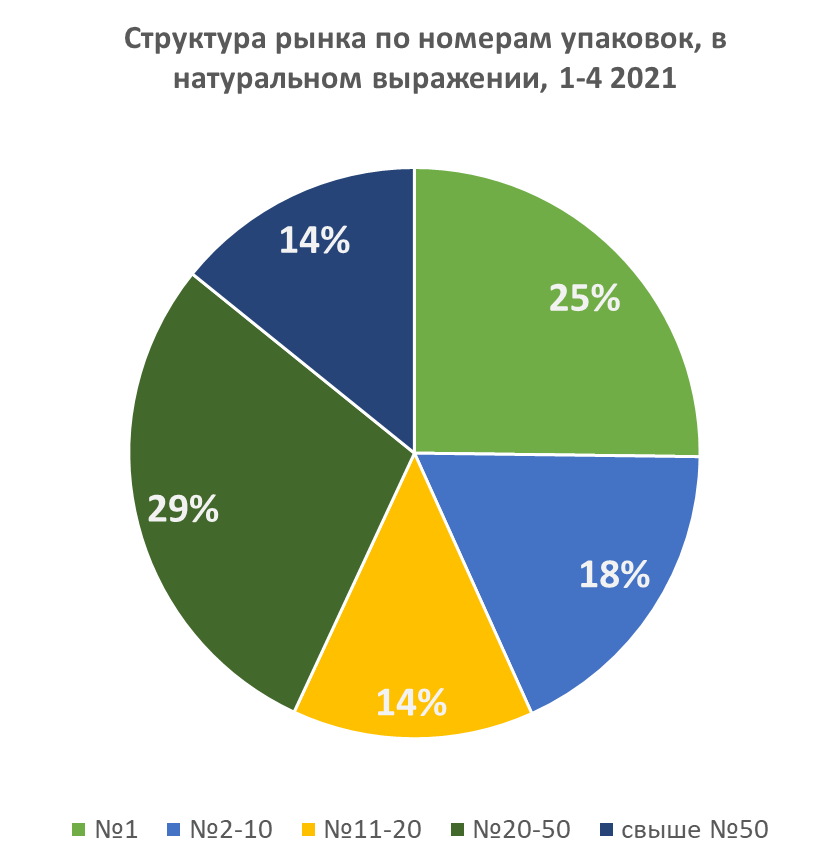 Структура рынка по номерам упаковок, в
натуральном выражении, 1-4 2021
14%
25%
29%
18%
14%
№1 №2-10 №11-20 №20-50 свыше №50